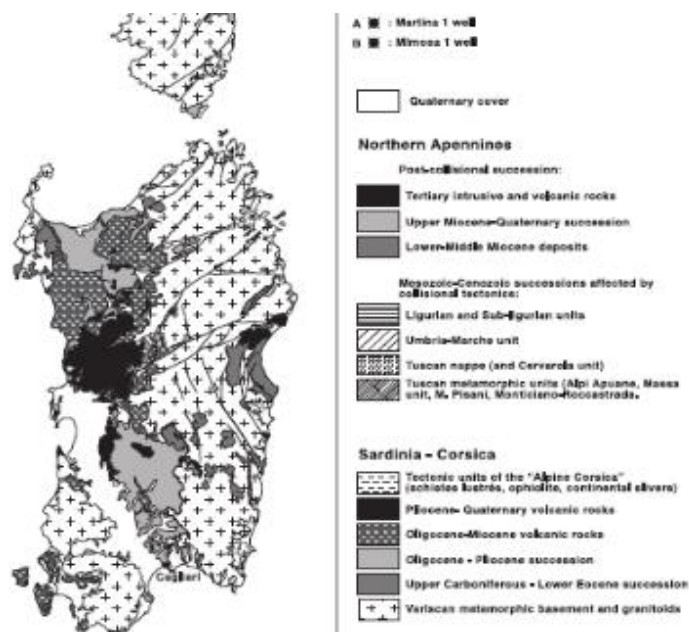 A : Martina 1 well
B : Mimosa 1 well
Quaternary cover
Northern Apennines
Post-collisional succession:
Tertiary intrusive and volcanic rocks
Upper Miocene-Quaternary succession
Lower-Middle Miocene deposits
Mesozoic-Cenozoic successions affected by
collisional tectonics:
Ligurian and Sub-ligurian units
Umbria-Marche unit
Tuscan nappe (and Cervarola unit)
Tuscan metamorphic units (Alpi Apuane, Massa
unit, M. Pisani, Monticiano-Roccastrada.
Sardinia - Corsica
Tectonic units of the "Alpine Corsica"
(schistes lustrés, ophiolite, continental slivers)
Pliocene- Quaternary volcanic rocks
Oligocene-Miocene volcanic rocks
Oligocene - Pliocene succession
Upper Carboniferous - Lower Eocene succession
Variscan metamorphic basement and granitoids
Cagliari